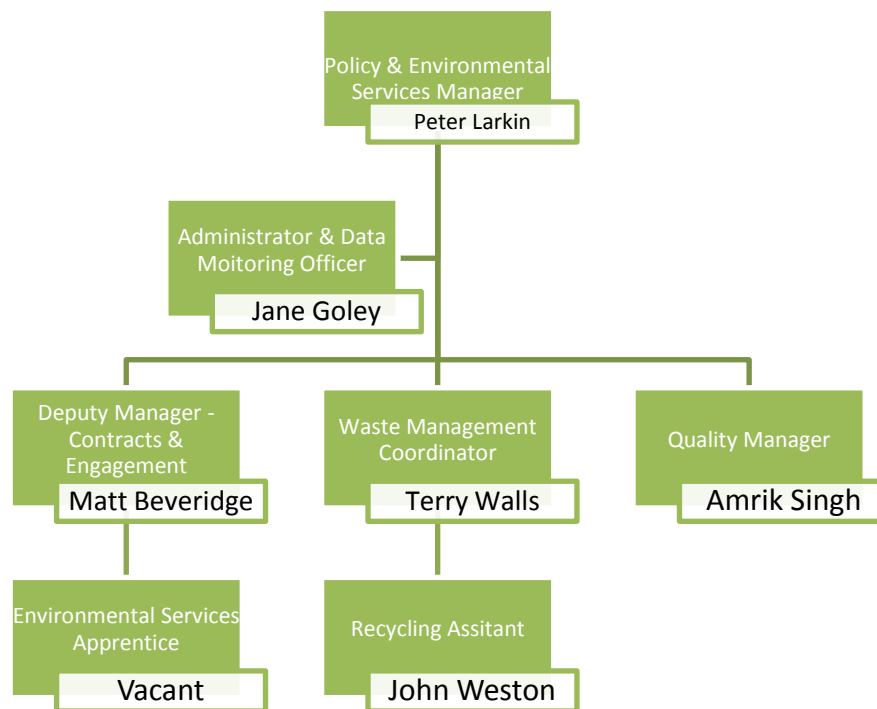 Policy & Environmental
Services Manager
Peter Larkin
Administrator & Data
Moitoring Officer
Jane Goley
Deputy Manager -
Contracts &
Engagement
Matt Beveridge
Waste Management
Coordinator
Terry Walls
Quality Manager
Amrik Singh
Environmental Services
Apprentice
Vacant
Recycling Assitant
John Weston